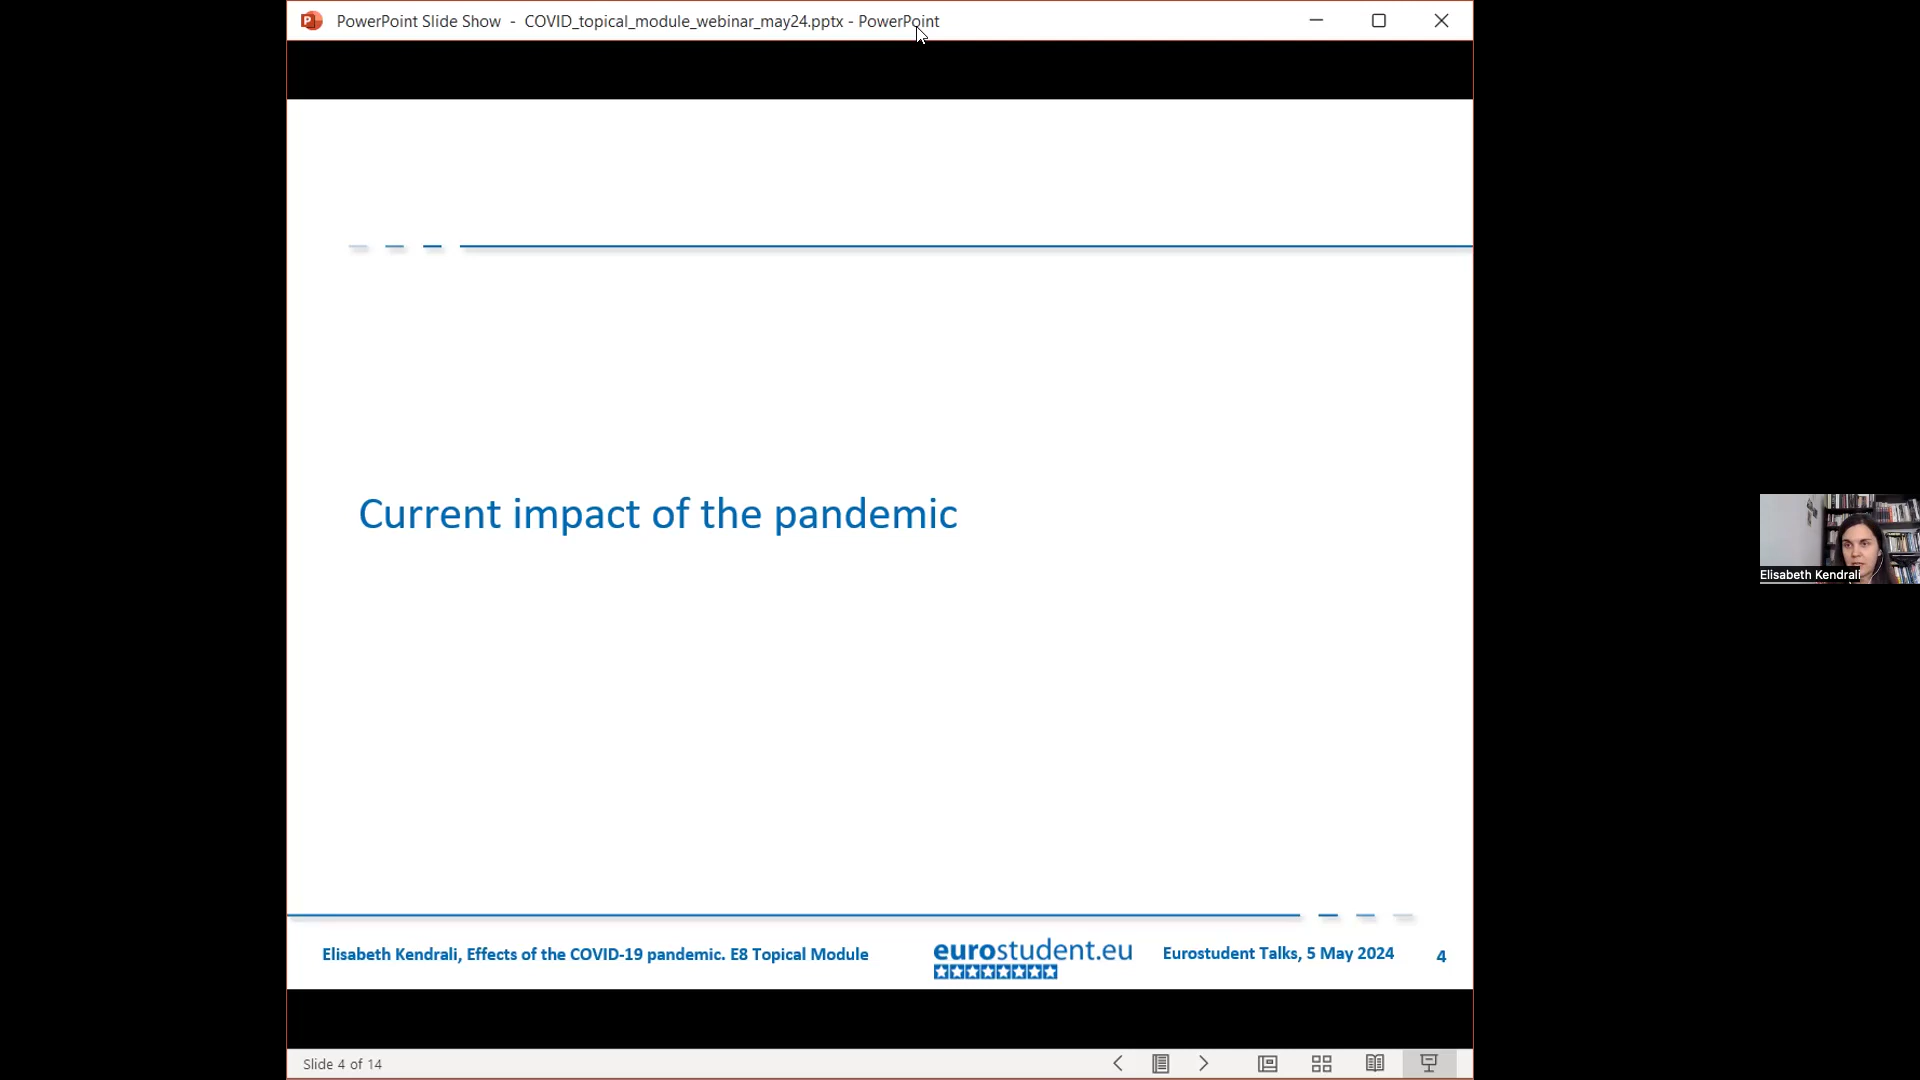 PowerPoint Slide Show - COVID_topical_module_webinar_may24.pptx - PowerPoint
Current impact of the pandemic
Elisabeth Kendrali
Elisabeth Kendrali, Effects of the COVID-19 pandemic. E8 Topical Module
eurostudent.eu
Eurostudent Talks, 5 May 2024
4
Slide 4 of 14